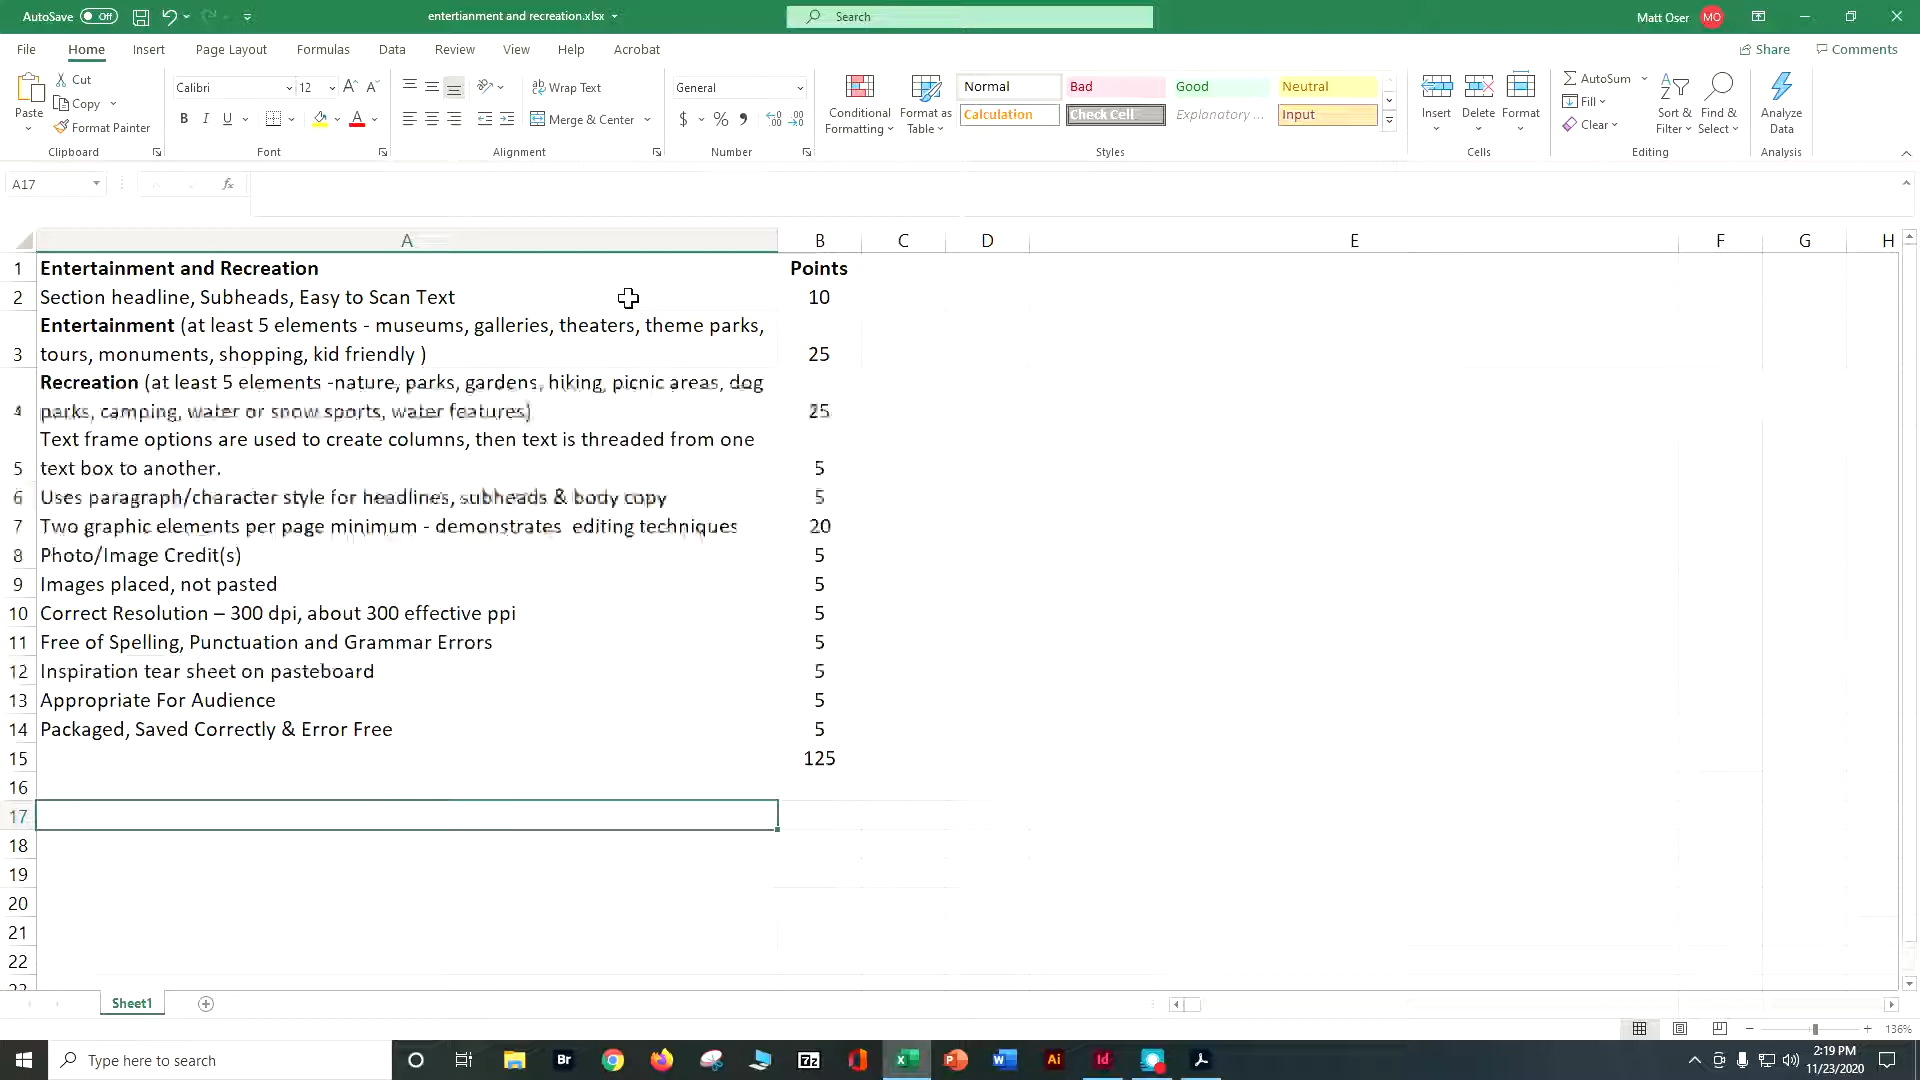 AutoSave Off
entertianment and recreation.xlsx
Search
Matt Oser MO
File Home Insert Page Layout Formulas Data Review View Help Acrobat
Share Comments
Paste
Cut
Copy
Format Painter
Clipboard
Calibri 12
B I U
Font
Wrap Text
Merge & Center
Alignment
General
$ % 9
Number
Conditional Formatting
Format as Table
Normal Bad Good Neutral
Calculation Check Cell Explanatory ... Input
Styles
Insert Delete Format
Cells
AutoSum
Fill
Clear
Sort & Filter
Find & Select
Editing
Analyze Data
Analysis
A17 fx
A B C D E F G H
1 Entertainment and Recreation Points
2 Section headline, Subheads, Easy to Scan Text 10
Entertainment (at least 5 elements - museums, galleries, theaters, theme parks,
3 tours, monuments, shopping, kid friendly ) 25
Recreation (at least 5 elements -nature, parks, gardens, hiking, picnic areas, dog
4 parks, camping, water or snow sports, water features) 25
Text frame options are used to create columns, then text is threaded from one
5 text box to another. 5
6 Uses paragraph/character style for headlines, subheads & body copy 5
7 Two graphic elements per page minimum - demonstrates editing techniques 20
8 Photo/Image Credit(s) 5
9 Images placed, not pasted 5
10 Correct Resolution – 300 dpi, about 300 effective ppi 5
11 Free of Spelling, Punctuation and Grammar Errors 5
12 Inspiration tear sheet on pasteboard 5
13 Appropriate For Audience 5
14 Packaged, Saved Correctly & Error Free 5
15 125
16
17
18
19
20
21
22
Sheet1
136%
Type here to search
Br
7z
Ai
Id
2:19 PM
11/23/2020